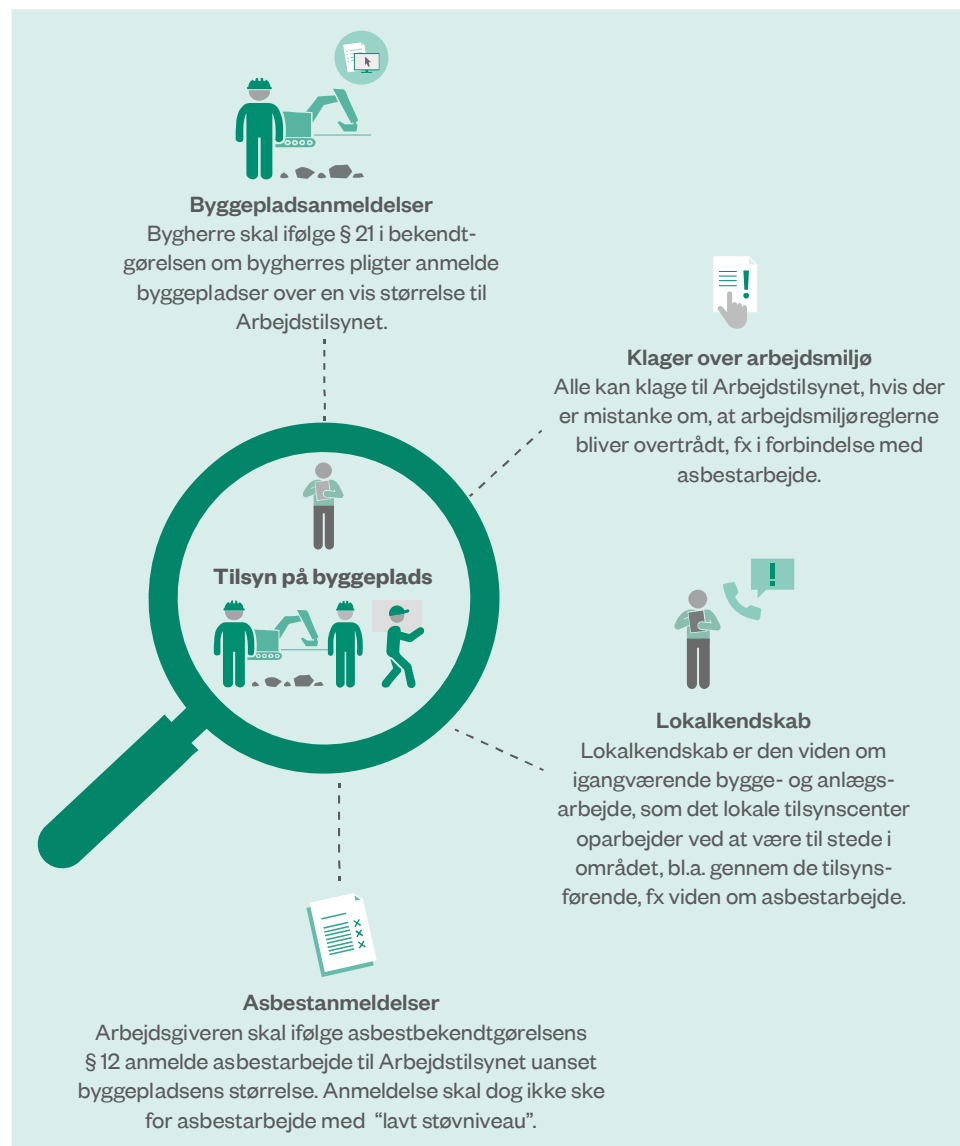 Byggepladsanmeldelser
Bygherre skal ifølge § 21 i bekendt-
gørelsen om bygherres pligter anmelde
byggepladser over en vis størrelse til
Arbejdstilsynet.
Klager over arbejdsmiljø
Alle kan klage til Arbejdstilsynet, hvis der
er mistanke om, at arbejdsmiljøreglerne
bliver overtrådt, fx i forbindelse med
asbestarbejde.
Tilsyn på byggeplads
Lokalkendskab
Lokalkendskab er den viden om
igangværende bygge- og anlægs-
arbejde, som det lokale tilsynscenter
oparbejder ved at være til stede i
området, bl.a. gennem de tilsyns-
førende, fx viden om asbestarbejde.
Asbestanmeldelser
Arbejdsgiveren skal ifølge asbestbekendtgørelsens
§ 12 anmelde asbestarbejde til Arbejdstilsynet uanset
byggepladsens størrelse. Anmeldelse skal dog ikke ske
for asbestarbejde med “lavt støvniveau”.